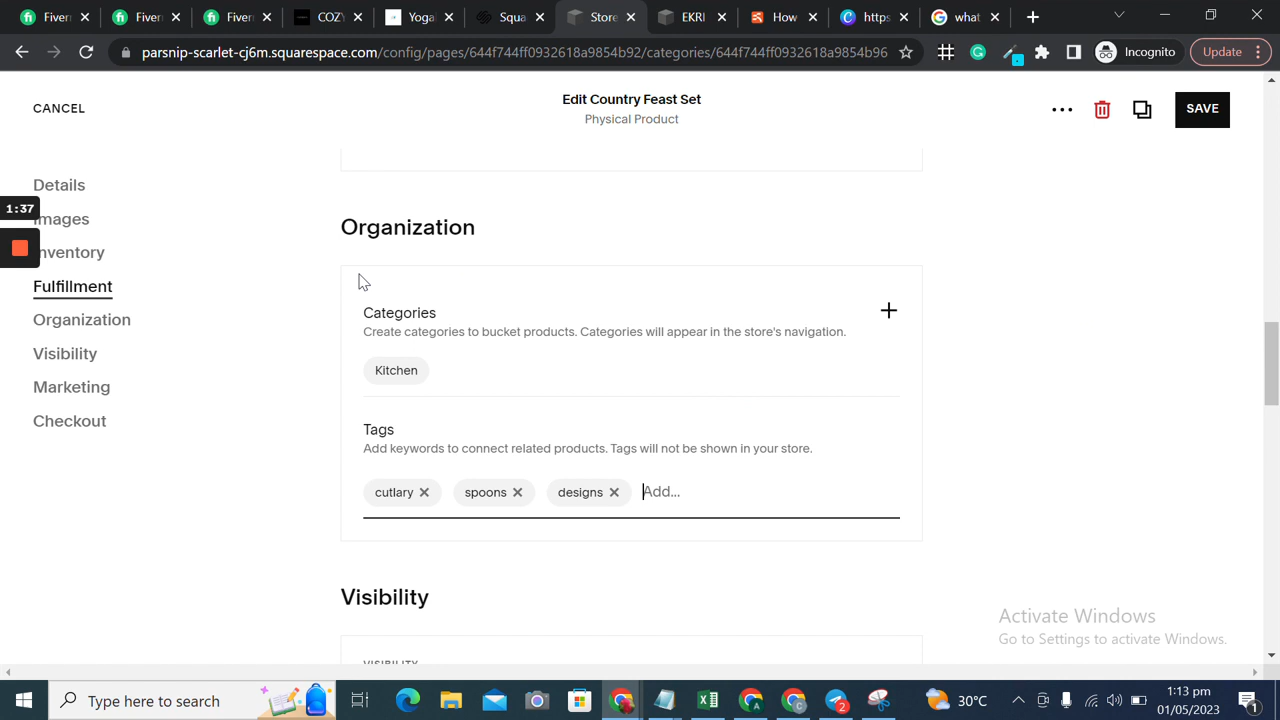 Fiverr
Fiverr
Fiverr
COZY
Yoga
Squa
Store
EKRI
How
https
what
parsnip-scarlet-cj6m.squarespace.com/config/pages/644f744ff0932618a9854b92/categories/644f744ff0932618a9854b96
Incognito
Update
CANCEL
Edit Country Feast Set
Physical Product
SAVE
Details
1:37
Images
Inventory
Fulfillment
Organization
Visibility
Marketing
Checkout
Organization
Categories
Create categories to bucket products. Categories will appear in the store's navigation.
Kitchen
Tags
Add keywords to connect related products. Tags will not be shown in your store.
cutlary
spoons
designs
Add...
Visibility
VISIBILITY
Activate Windows
Go to Settings to activate Windows.
Type here to search
30°C
1:13 pm
01/05/2023